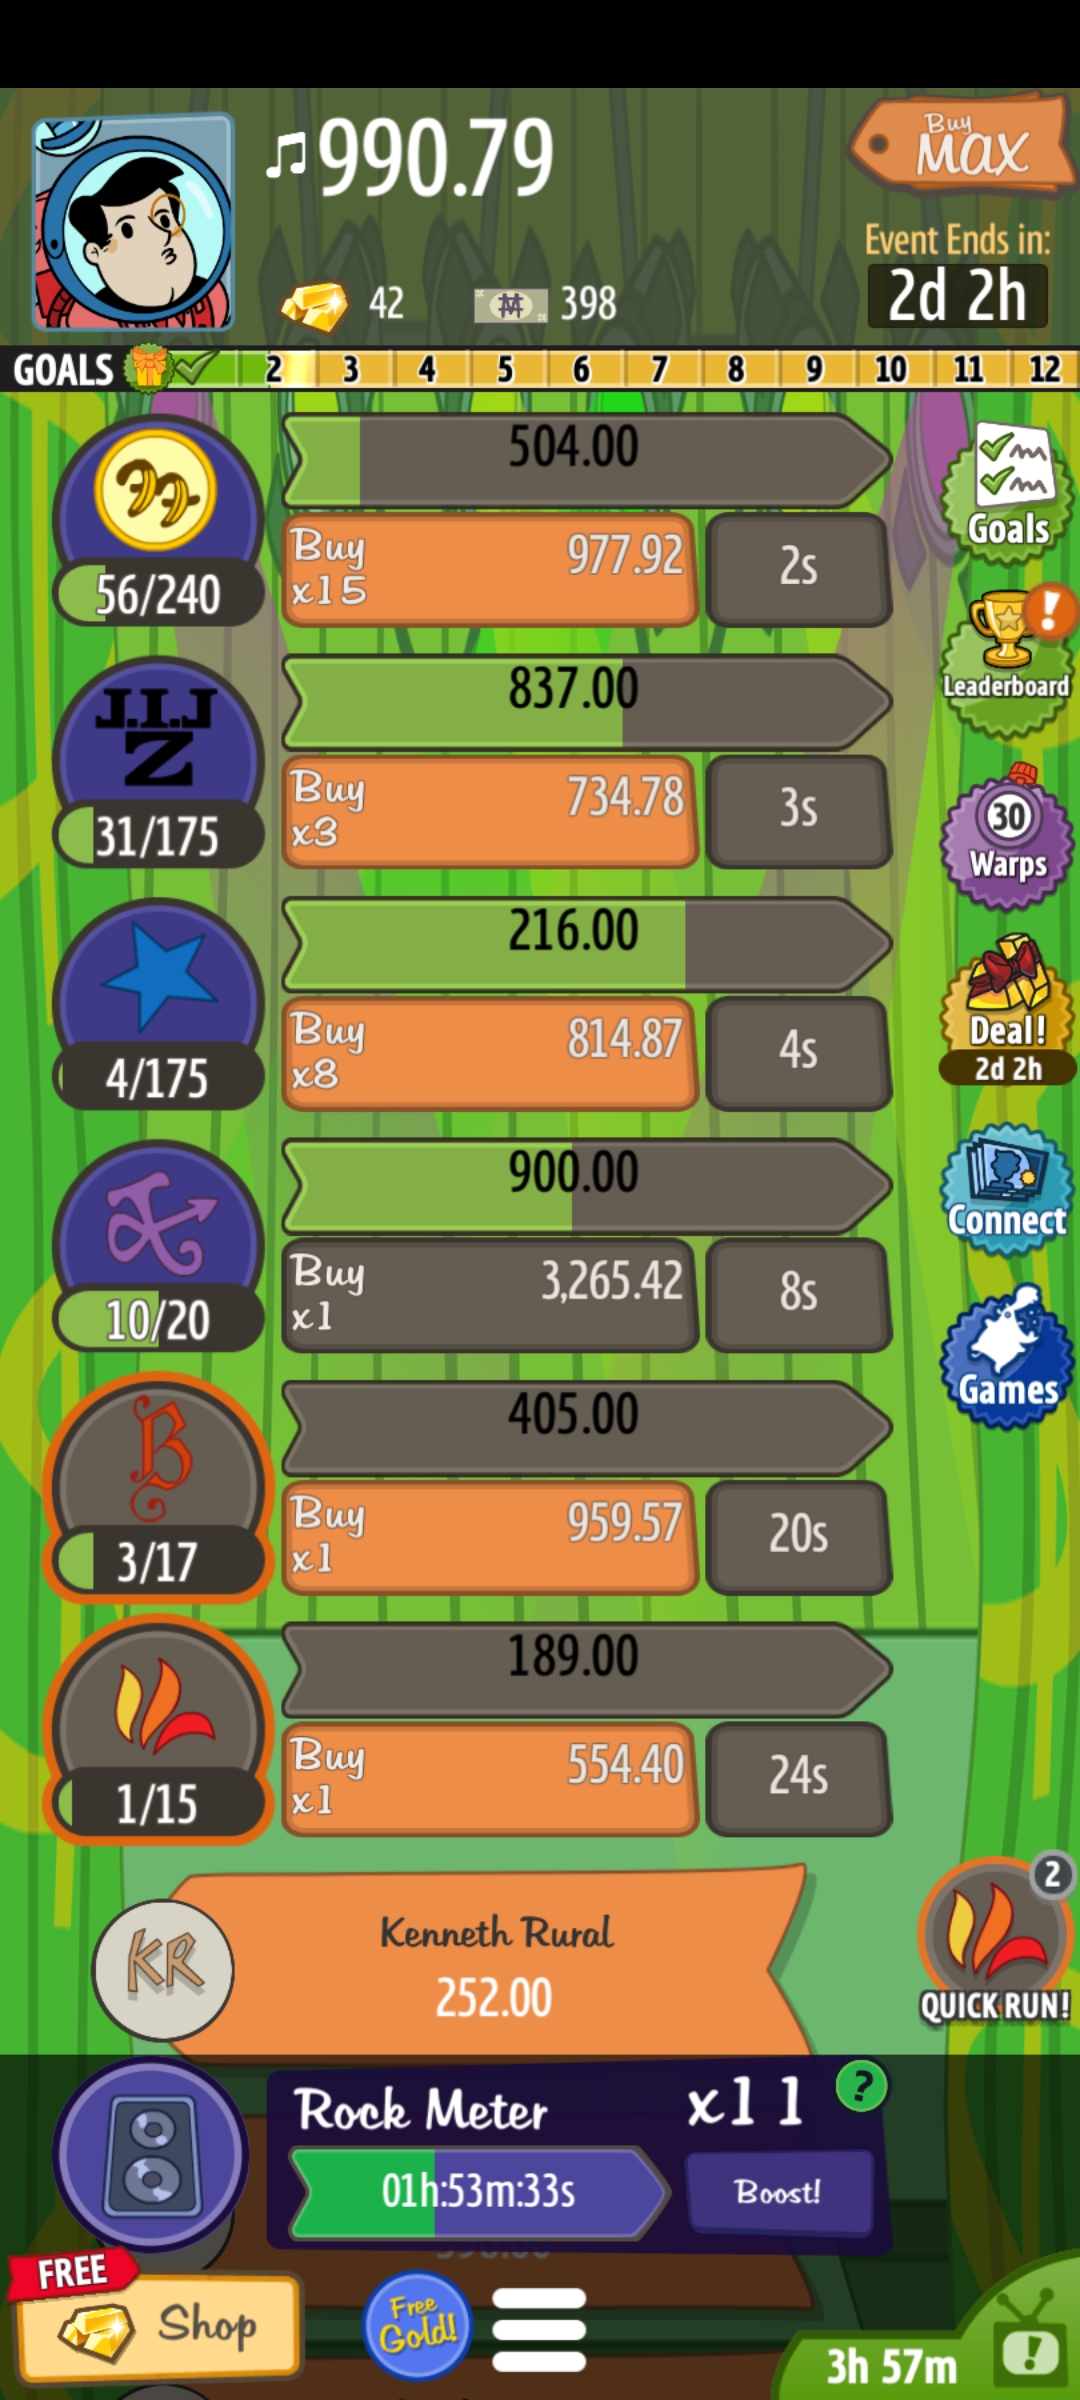 ♫990.79
Buy
MAX
Event Ends in:
42
398
2d 2h
GOALS 2 3 4 5 6 7 8 9 10 11 12
504.00
Buy
x15
977.92
2s
56/240
Goals
J.I.J
Z
837.00
Buy
x3
734.78
3s
31/175
Leaderboard
216.00
Buy
x8
814.87
4s
4/175
30
Warps
Deal!
2d 2h
900.00
Buy
x1
3,265.42
8s
10/20
Connect
B
405.00
Buy
x1
959.57
20s
3/17
Games
189.00
Buy
x1
554.40
24s
1/15
KR
Kenneth Rural
252.00
2
QUICK RUN!
Rock Meter
x11
?
01h:53m:33s
Boost!
FREE
Shop
Free
Gold!
3h 57m